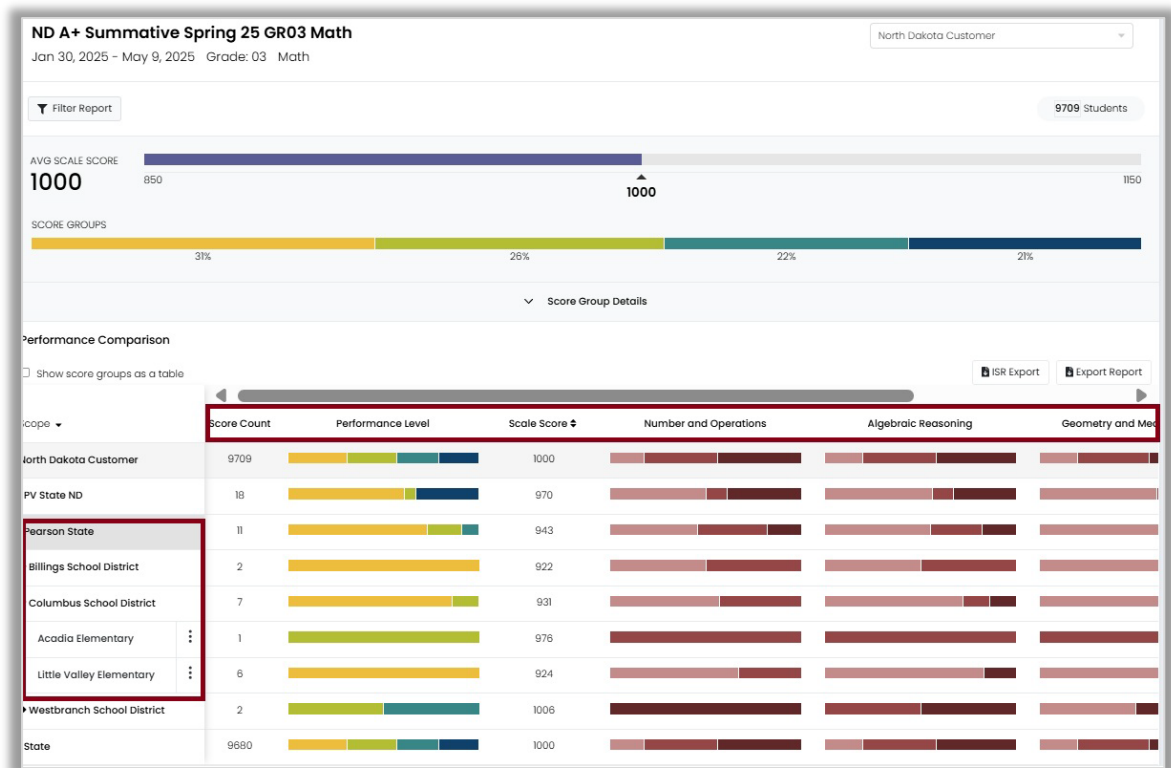 ND A+ Summative Spring 25 GR03 Math
North Dakota Customer
Jan 30, 2025 - May 9, 2025 Grade: 03 Math
Filter Report
9709 Students
AVG SCALE SCORE
1000
850
1000
1150
SCORE GROUPS
31% 26% 22% 21%
Score Group Details
Performance Comparison
Show score groups as a table
ISR Export Export Report
Scope Score Count Performance Level Scale Score Number and Operations Algebraic Reasoning Geometry and Mea
North Dakota Customer 9709 1000
PV State ND 18 970
Pearson State 11 943
Billings School District 2 922
Columbus School District 7 931
Acadia Elementary 1 976
Little Valley Elementary 6 924
Westbranch School District 2 1006
State 9680 1000